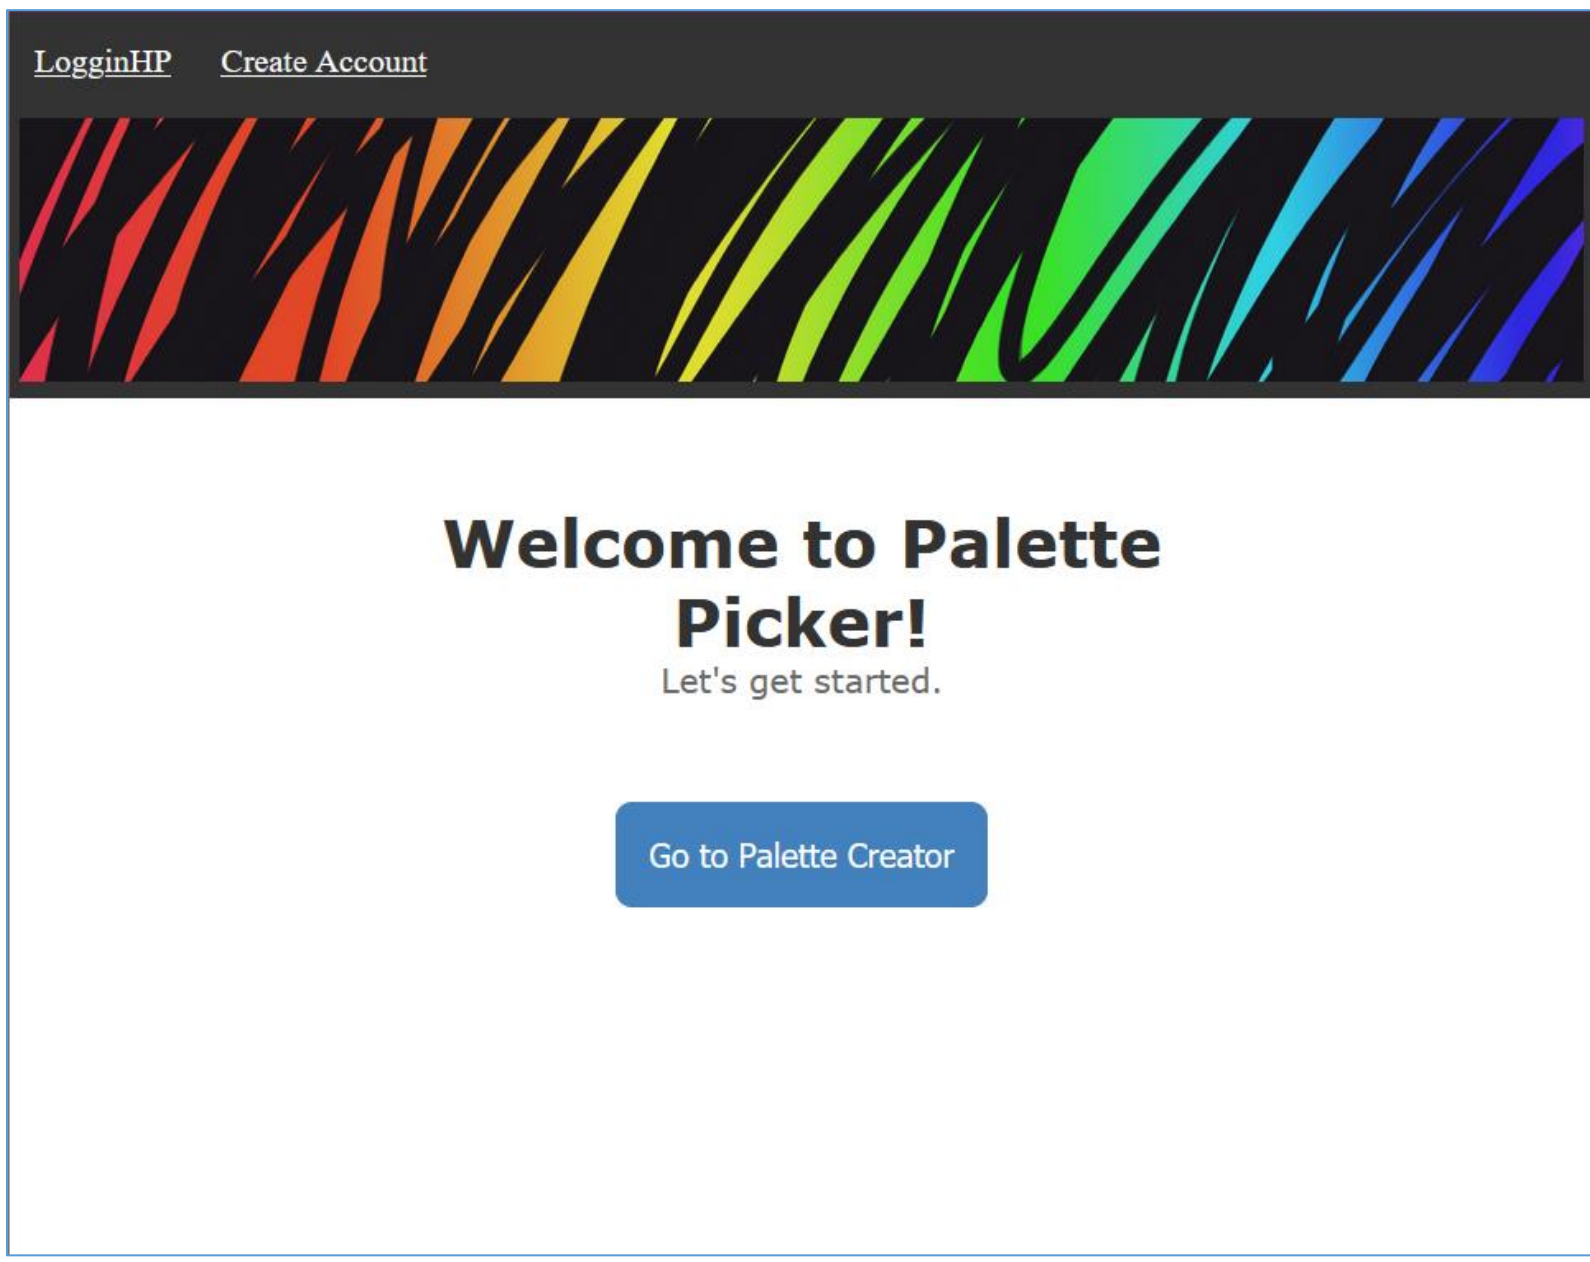 LogginHP Create Account
Welcome to Palette
Picker!
Let's get started.
Go to Palette Creator